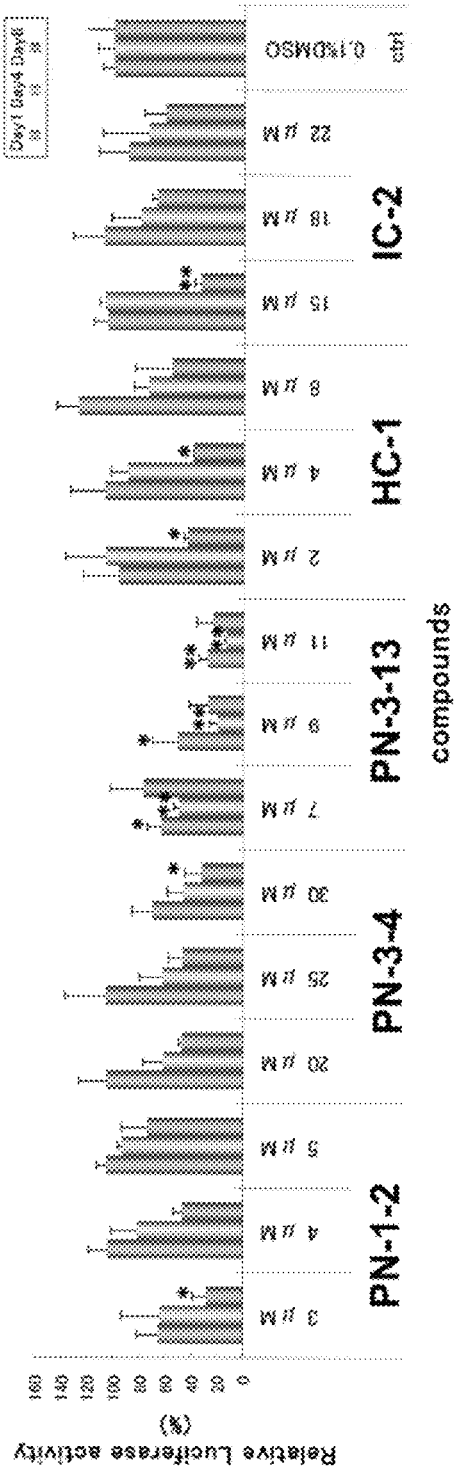 Relative Luciferase activity
(%)
160
140
120
100
80
60
40
20
0
Day1 Day4 Day6
* * ** * ** * ** ** ** * * **
3 μM 4 μM 5 μM 20 μM 25 μM 30 μM 7 μM 9 μM 11 μM 2 μM 4 μM 8 μM 15 μM 18 μM 22 μM 0.1%DMSO
PN-1-2 PN-3-4 PN-3-13 HC-1 IC-2 ctrl
compounds